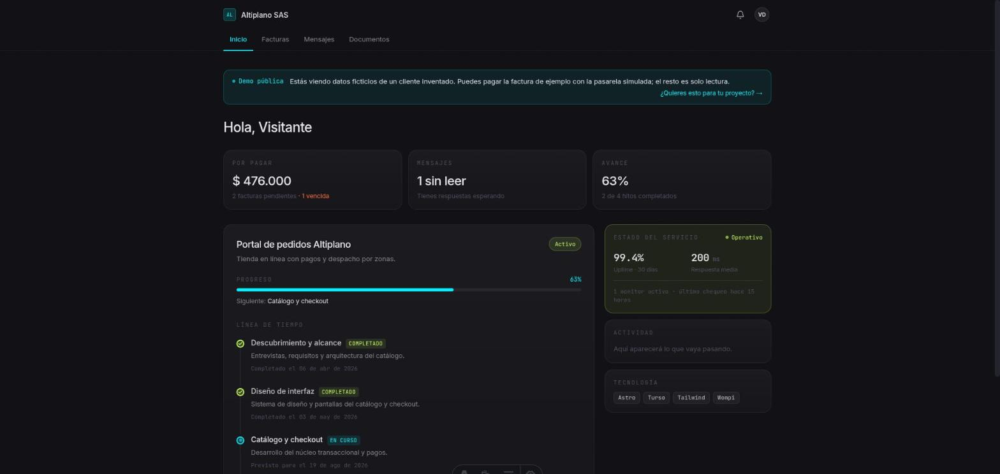 AL Altiplano SAS VD
Inicio Facturas Mensajes Documentos
Demo pública Estás viendo datos ficticios de un cliente inventado. Puedes pagar la factura de ejemplo con la pasarela simulada; el resto es solo lectura.
¿Quieres esto para tu proyecto? →
Hola, Visitante
POR PAGAR
$ 476.000
2 facturas pendientes · 1 vencida
MENSAJES
1 sin leer
Tienes respuestas esperando
AVANCE
63%
2 de 4 hitos completados
Portal de pedidos Altiplano Activo
Tienda en línea con pagos y despacho por zonas.
PROGRESO 63%
Siguiente: Catálogo y checkout
LÍNEA DE TIEMPO
Descubrimiento y alcance COMPLETADO
Entrevistas, requisitos y arquitectura del catálogo.
Completado el 06 de abr de 2026
Diseño de interfaz COMPLETADO
Sistema de diseño y pantallas del catálogo y checkout.
Completado el 03 de may de 2026
Catálogo y checkout EN CURSO
Desarrollo del núcleo transaccional y pagos.
Previsto para el 19 de ago de 2026
ESTADO DEL SERVICIO Operativo
99.4% 200 ms
Uptime · 30 días Respuesta media
1 monitor activo · último chequeo hace 15
horas
ACTIVIDAD
Aquí aparecerá lo que vaya pasando.
TECNOLOGÍA
Astro Turso Tailwind Wompi